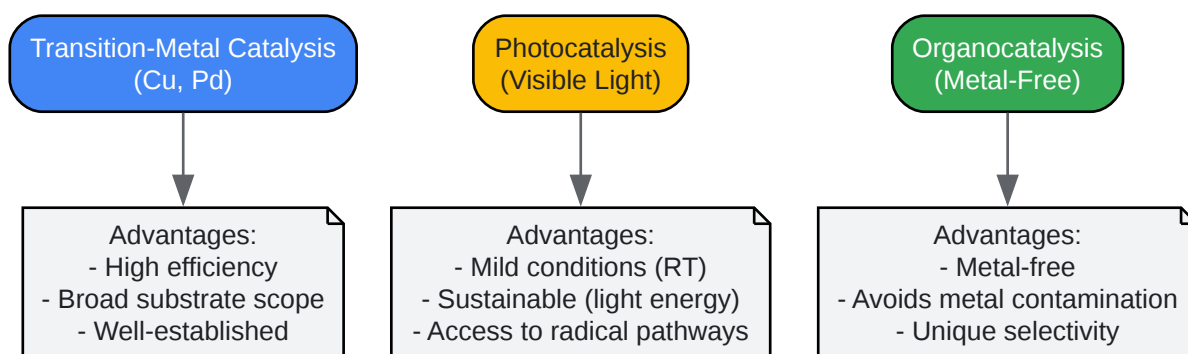 Transition-Metal Catalysis
(Cu, Pd)
Photocatalysis
(Visible Light)
Organocatalysis
(Metal-Free)
Advantages:
- High efficiency
- Broad substrate scope
- Well-established
Advantages:
- Mild conditions (RT)
- Sustainable (light energy)
- Access to radical pathways
Advantages:
- Metal-free
- Avoids metal contamination
- Unique selectivity